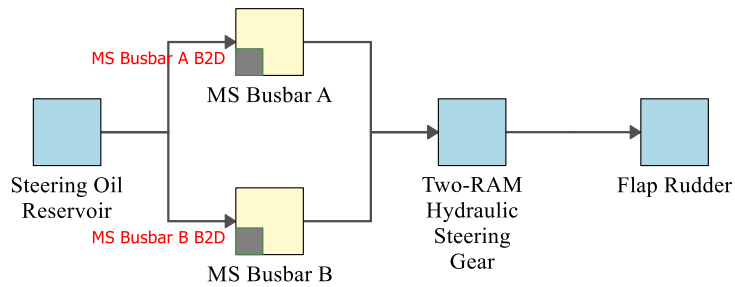 MS Busbar A B2D
MS Busbar A
Steering Oil
Reservoir
Two-RAM
Hydraulic
Steering
Gear
Flap Rudder
MS Busbar B B2D
MS Busbar B